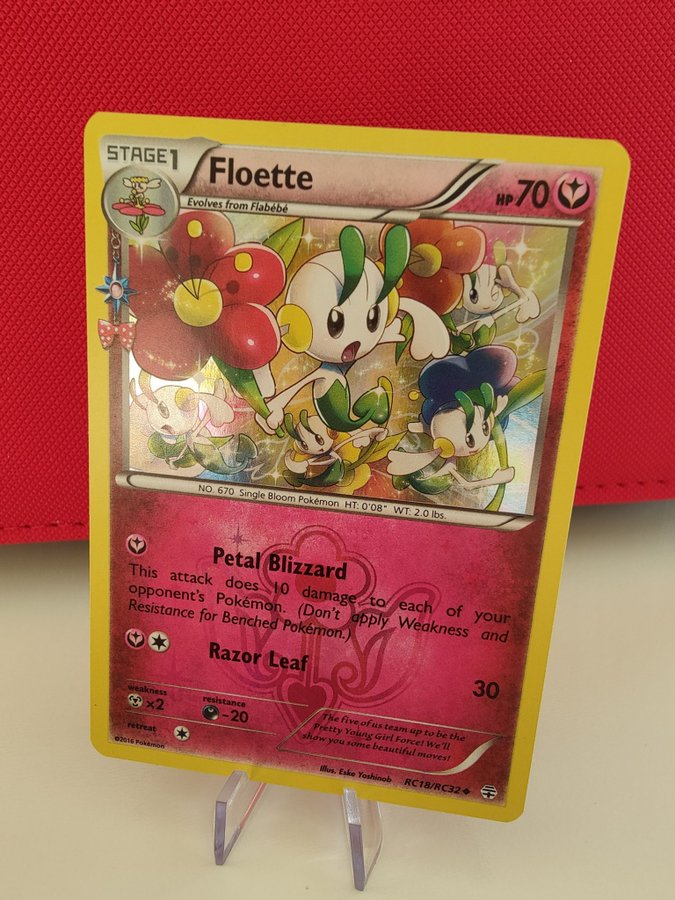 STAGE1
Floette
HP70
Evolves from Flabébé
NO. 670 Single Bloom Pokémon HT: 0'08" WT: 2.0 lbs.
Petal Blizzard
This attack does 10 damage to each of your
opponent's Pokémon. (Don't apply Weakness and
Resistance for Benched Pokémon.)
Razor Leaf
30
weakness
×2
resistance
-20
retreat
The five of us team up to be the
Pretty Young Girl Force! We'll
show you some beautiful moves!
©2016 Pokémon
Illus. Eske Yoshinob
RC18/RC32